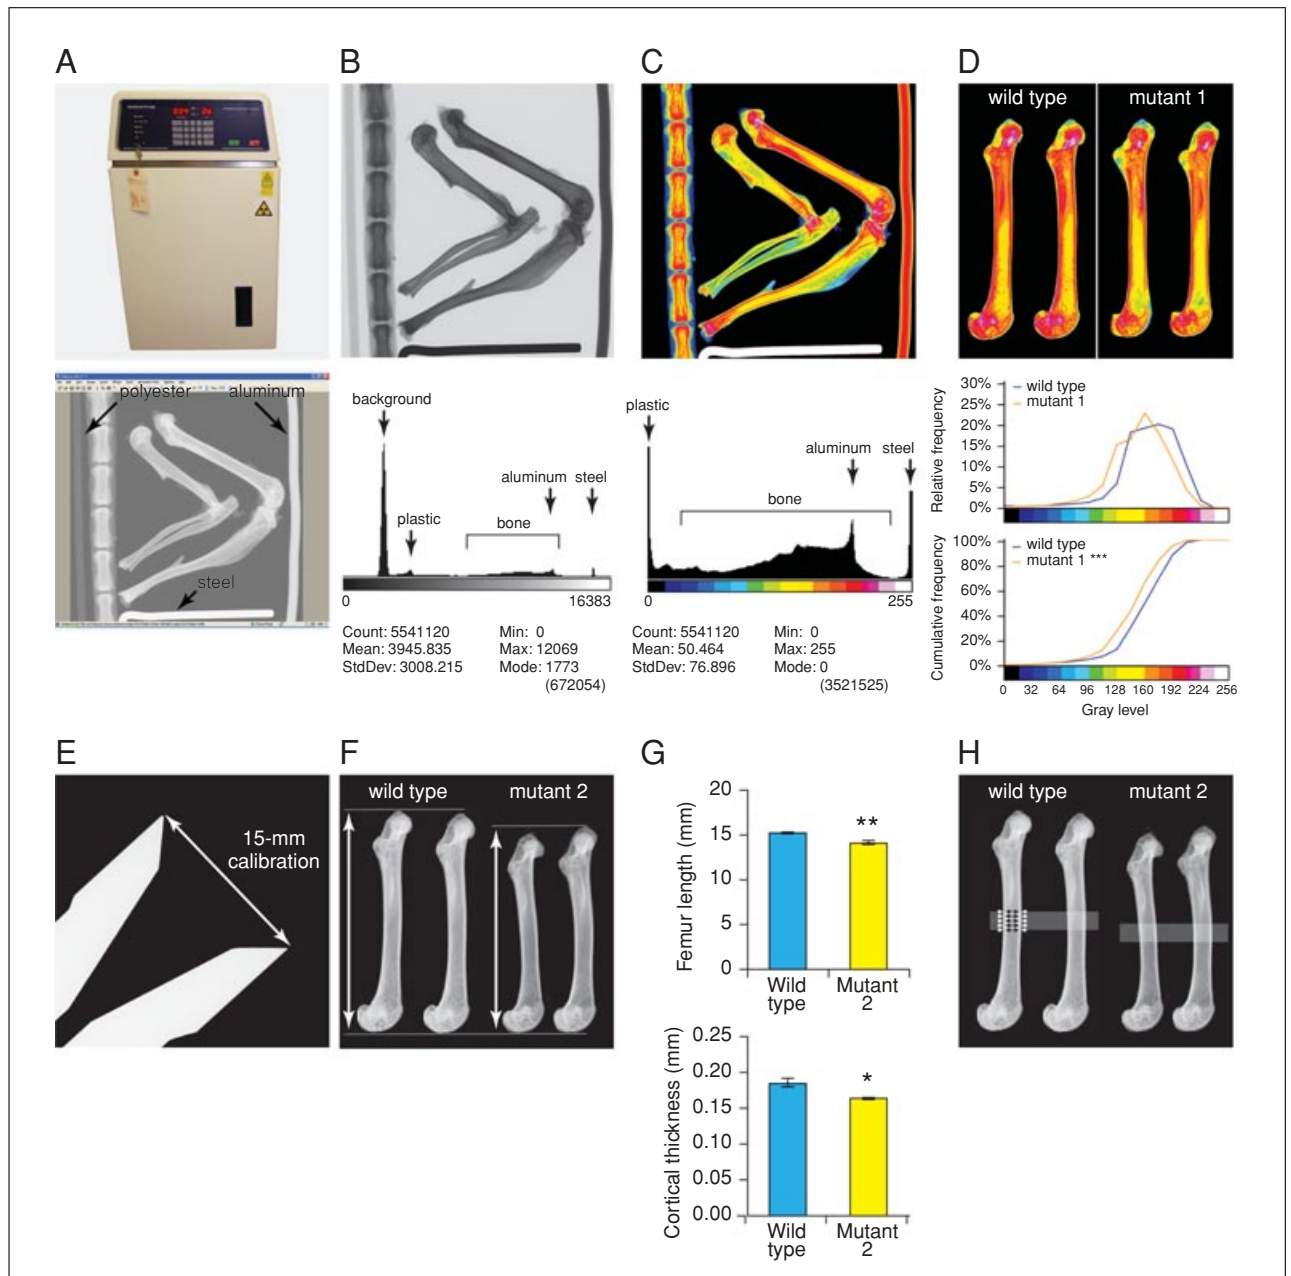 A
B
C
D
wild type
mutant 1
polyester
aluminum
steel
background
plastic
bone
aluminum
steel
0
16383
Count: 5541120
Mean: 3945.835
StdDev: 3008.215
Min: 0
Max: 12069
Mode: 1773
(672054)
plastic
bone
aluminum
steel
0
255
Count: 5541120
Mean: 50.464
StdDev: 76.896
Min: 0
Max: 255
Mode: 0
(3521525)
Relative frequency
30%
25%
20%
15%
10%
5%
0%
wild type
mutant 1
Cumulative frequency
100%
80%
60%
40%
20%
0%
wild type
mutant 1 ***
0 32 64 96 128 160 192 224 256
Gray level
E
F
G
H
15-mm
calibration
wild type
mutant 2
Femur length (mm)
20
15
10
5
0
**
Wild
type
Mutant
2
Cortical thickness (mm)
0.25
0.20
0.15
0.10
0.05
0.00
*
Wild
type
Mutant
2
wild type
mutant 2